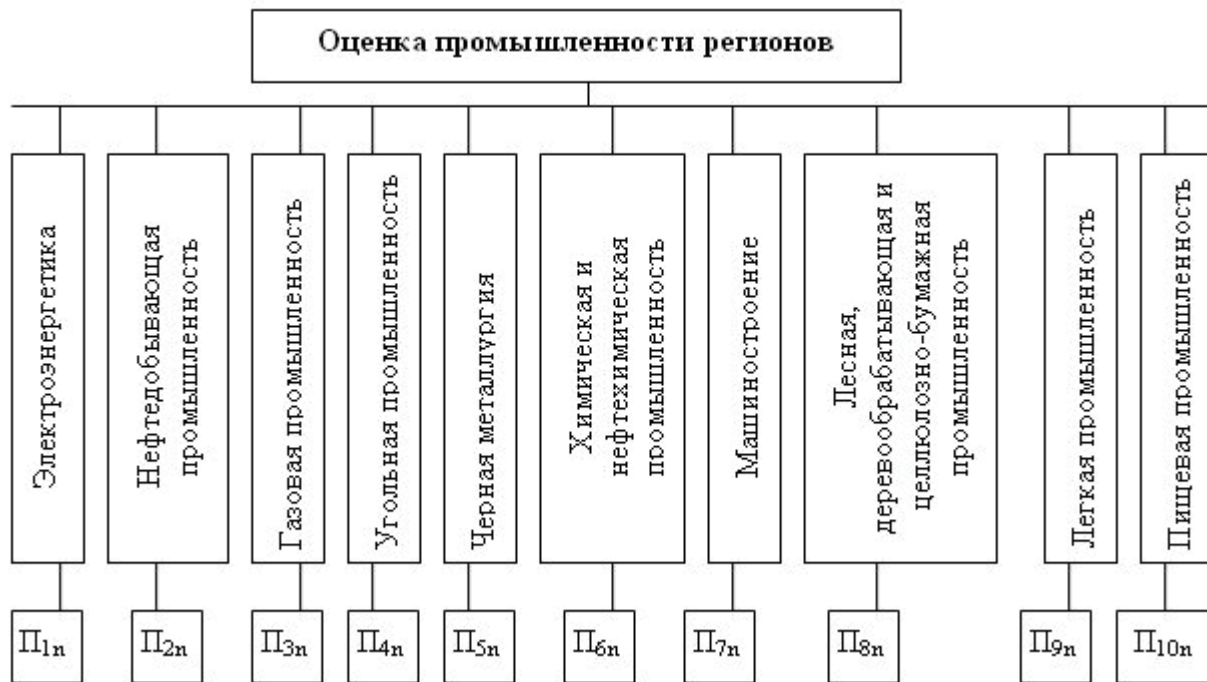 Оценка промышленности регионов
Электроэнергетика
Нефтедобывающая
промышленность
Газовая промышленность
Угольная промышленность
Черная металлургия
Химическая и
нефтехимическая
промышленность
Машиностроение
Лесная,
деревообрабатывающая и
целлюлозно-бумажная
промышленность
Легкая промышленность
Пищевая промышленность
П1n
П2n
П3n
П4n
П5n
П6n
П7n
П8n
П9n
П10n